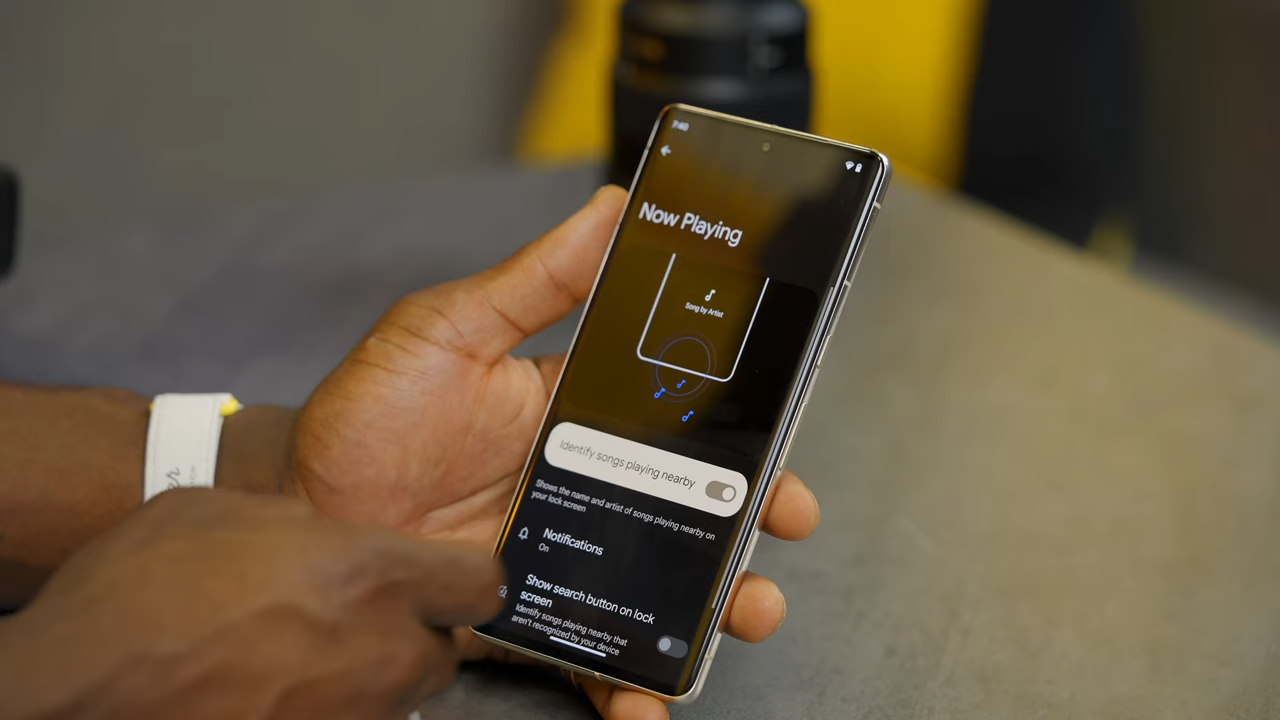 7:40
Now Playing
Song by Artist
Identify songs playing nearby
Shows the name and artist of songs playing nearby on
your lock screen
Notifications
On
Show search button on lock
screen
Identify songs playing nearby that
aren't recognized by your device